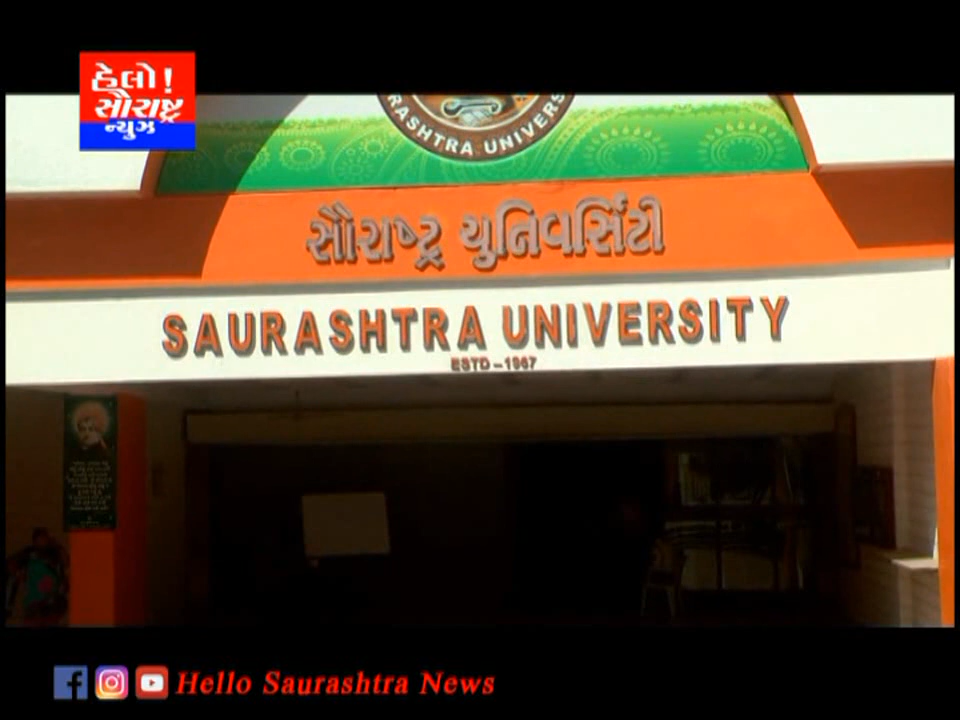 હેલો!
સૌરાષ્ટ્ર
ન્યુઝ
RASHTRA UNIVERS
સૌરાષ્ટ્ર યુનિવર્સિટી
SAURASHTRA UNIVERSITY
ESTD – 1967
Hello Saurashtra News